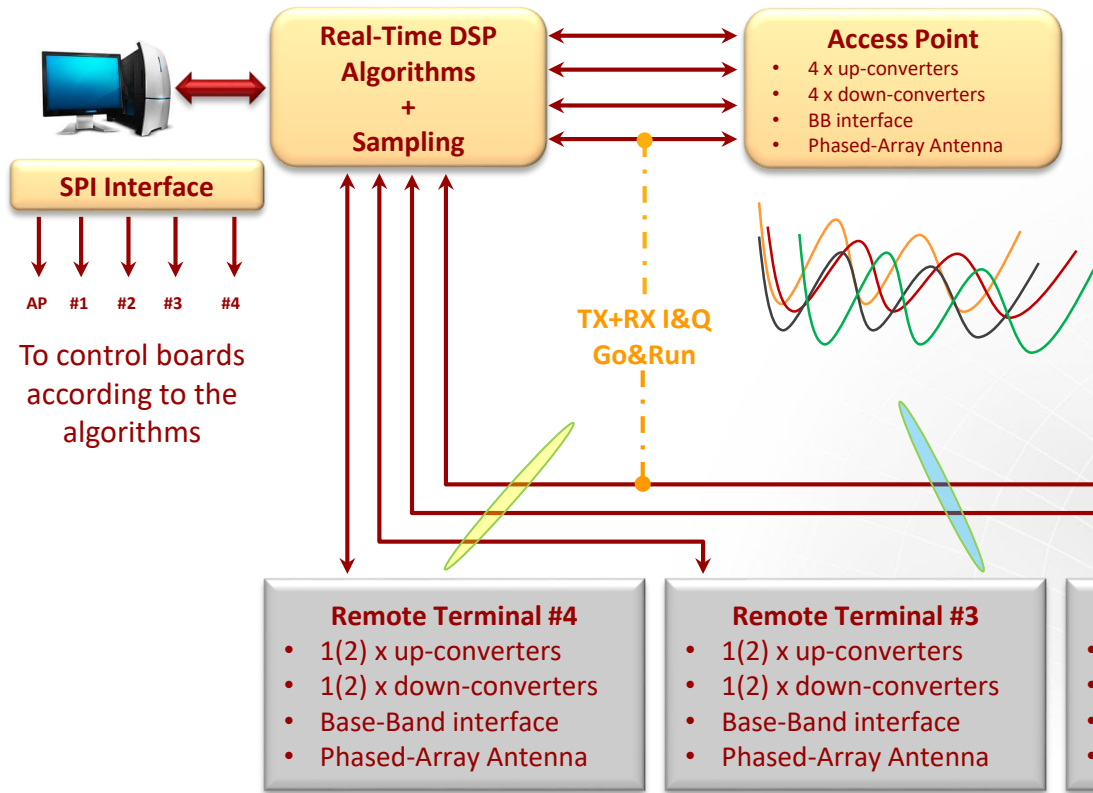 Real-Time DSP
Algorithms
+
Sampling
Access Point
• 4 x up-converters
• 4 x down-converters
• BB interface
• Phased-Array Antenna
SPI Interface
AP #1 #2 #3 #4
To control boards
according to the
algorithms
TX+RX I&Q
Go&Run
Remote Terminal #4
• 1(2) x up-converters
• 1(2) x down-converters
• Base-Band interface
• Phased-Array Antenna
Remote Terminal #3
• 1(2) x up-converters
• 1(2) x down-converters
• Base-Band interface
• Phased-Array Antenna